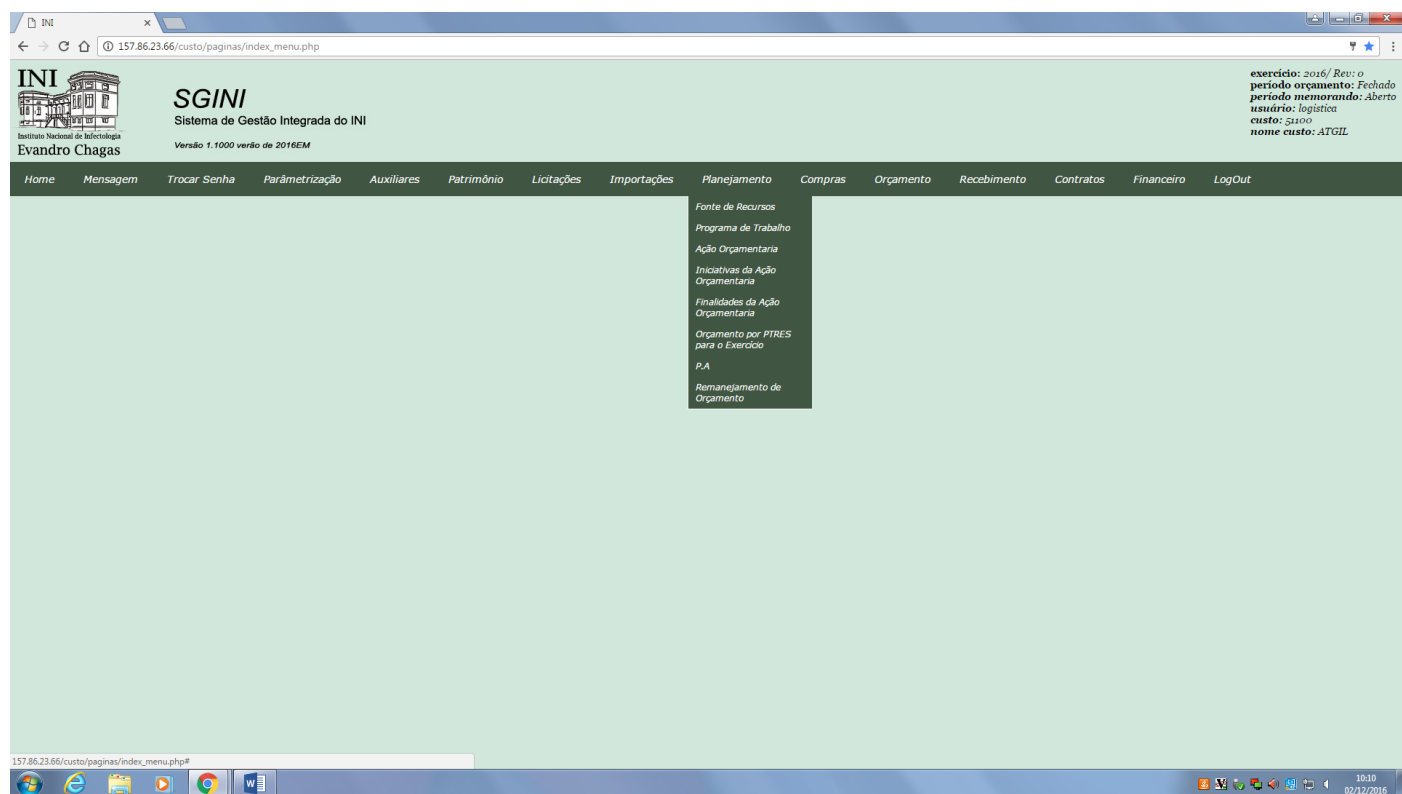 INI
157.86.23.66/custo/paginas/index_menu.php
INI
Instituto Nacional de Infectologia
Evandro Chagas
SGINI
Sistema de Gestão Integrada do INI
Versão 1.1000 verão de 2016EM
exercício: 2016/ Rev: 0
período orçamento: Fechado
período memorando: Aberto
usuário: logistica
custo: 51100
nome custo: ATGIL
Home Mensagem Trocar Senha Parâmetrização Auxiliares Patrimônio Licitações Importações Planejamento Compras Orçamento Recebimento Contratos Financeiro LogOut
Fonte de Recursos
Programa de Trabalho
Ação Orçamentaria
Iniciativas da Ação
Orçamentaria
Finalidades da Ação
Orçamentaria
Orçamento por PTRES
para o Exercício
P.A
Remanejamento de
Orçamento
157.86.23.66/custo/paginas/index_menu.php#
10:10
02/12/2016